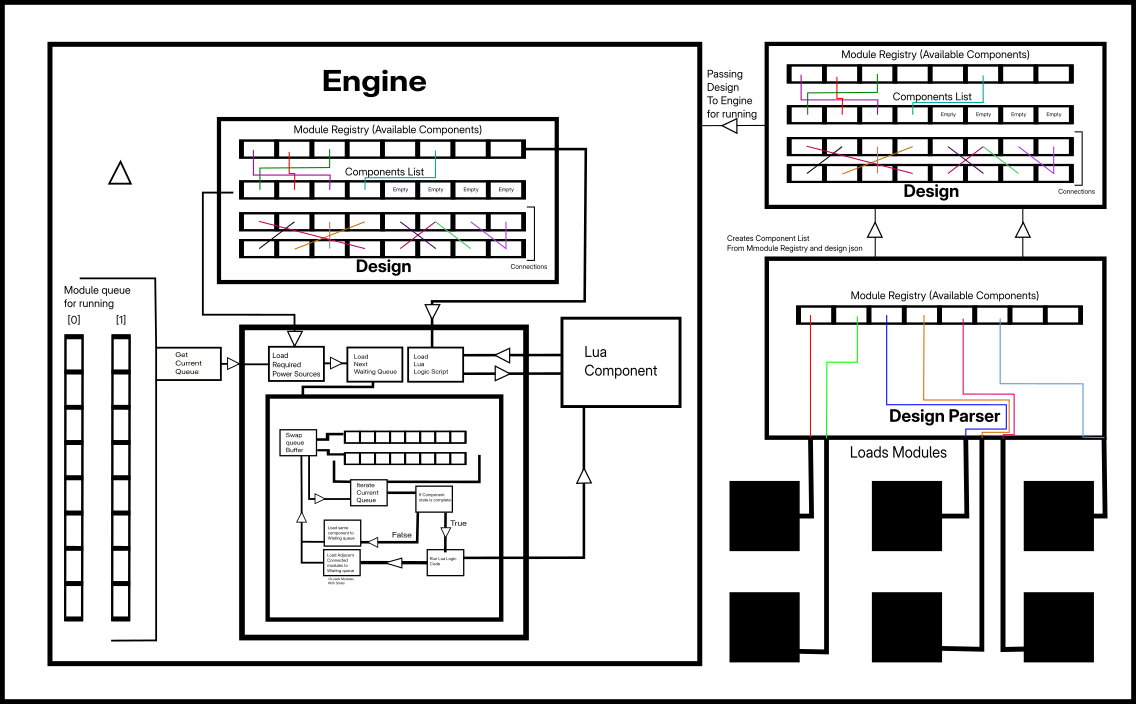 Engine
Module Registry (Available Components)
Components List
Empty
Empty
Empty
Empty
Design
Connections
Module queue
for running
[0]
[1]
Get
Current
Queue
Load
Required
Power Sources
Load
Next
Waiting Queue
Load
Lua
Logic Script
Lua
Component
Swap
queue
Buffer
Iterate
Current
Queue
if Component
state is complete
True
False
Load same
component to
Waiting queue
Load Adjacent
Connected
modules to
Waiting queue
Run Lua Logic
Code
With Swap
Passing
Design
To Engine
for running
Module Registry (Available Components)
Components List
Empty
Empty
Empty
Empty
Design
Connections
Creates Component List
From Mmodule Registry and design json
Module Registry (Available Components)
Design Parser
Loads Modules